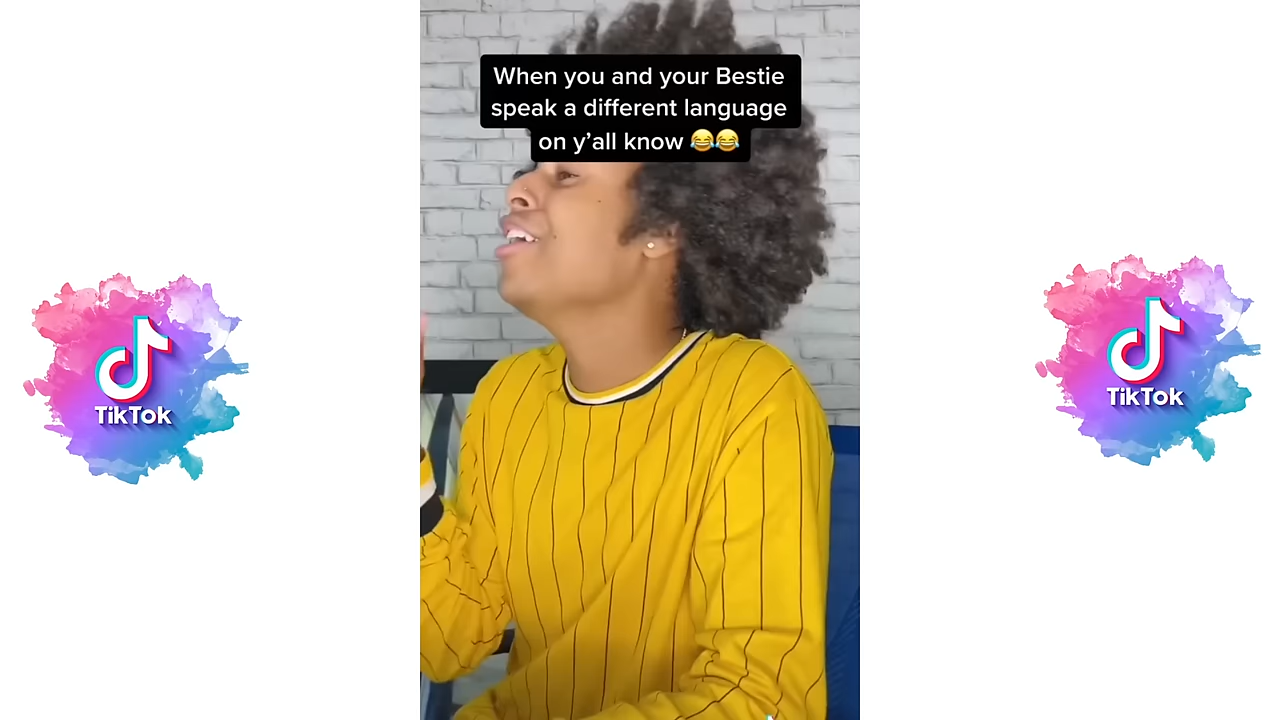 When you and your Bestie
speak a different language
on y’all know 😂😂
TikTok
TikTok